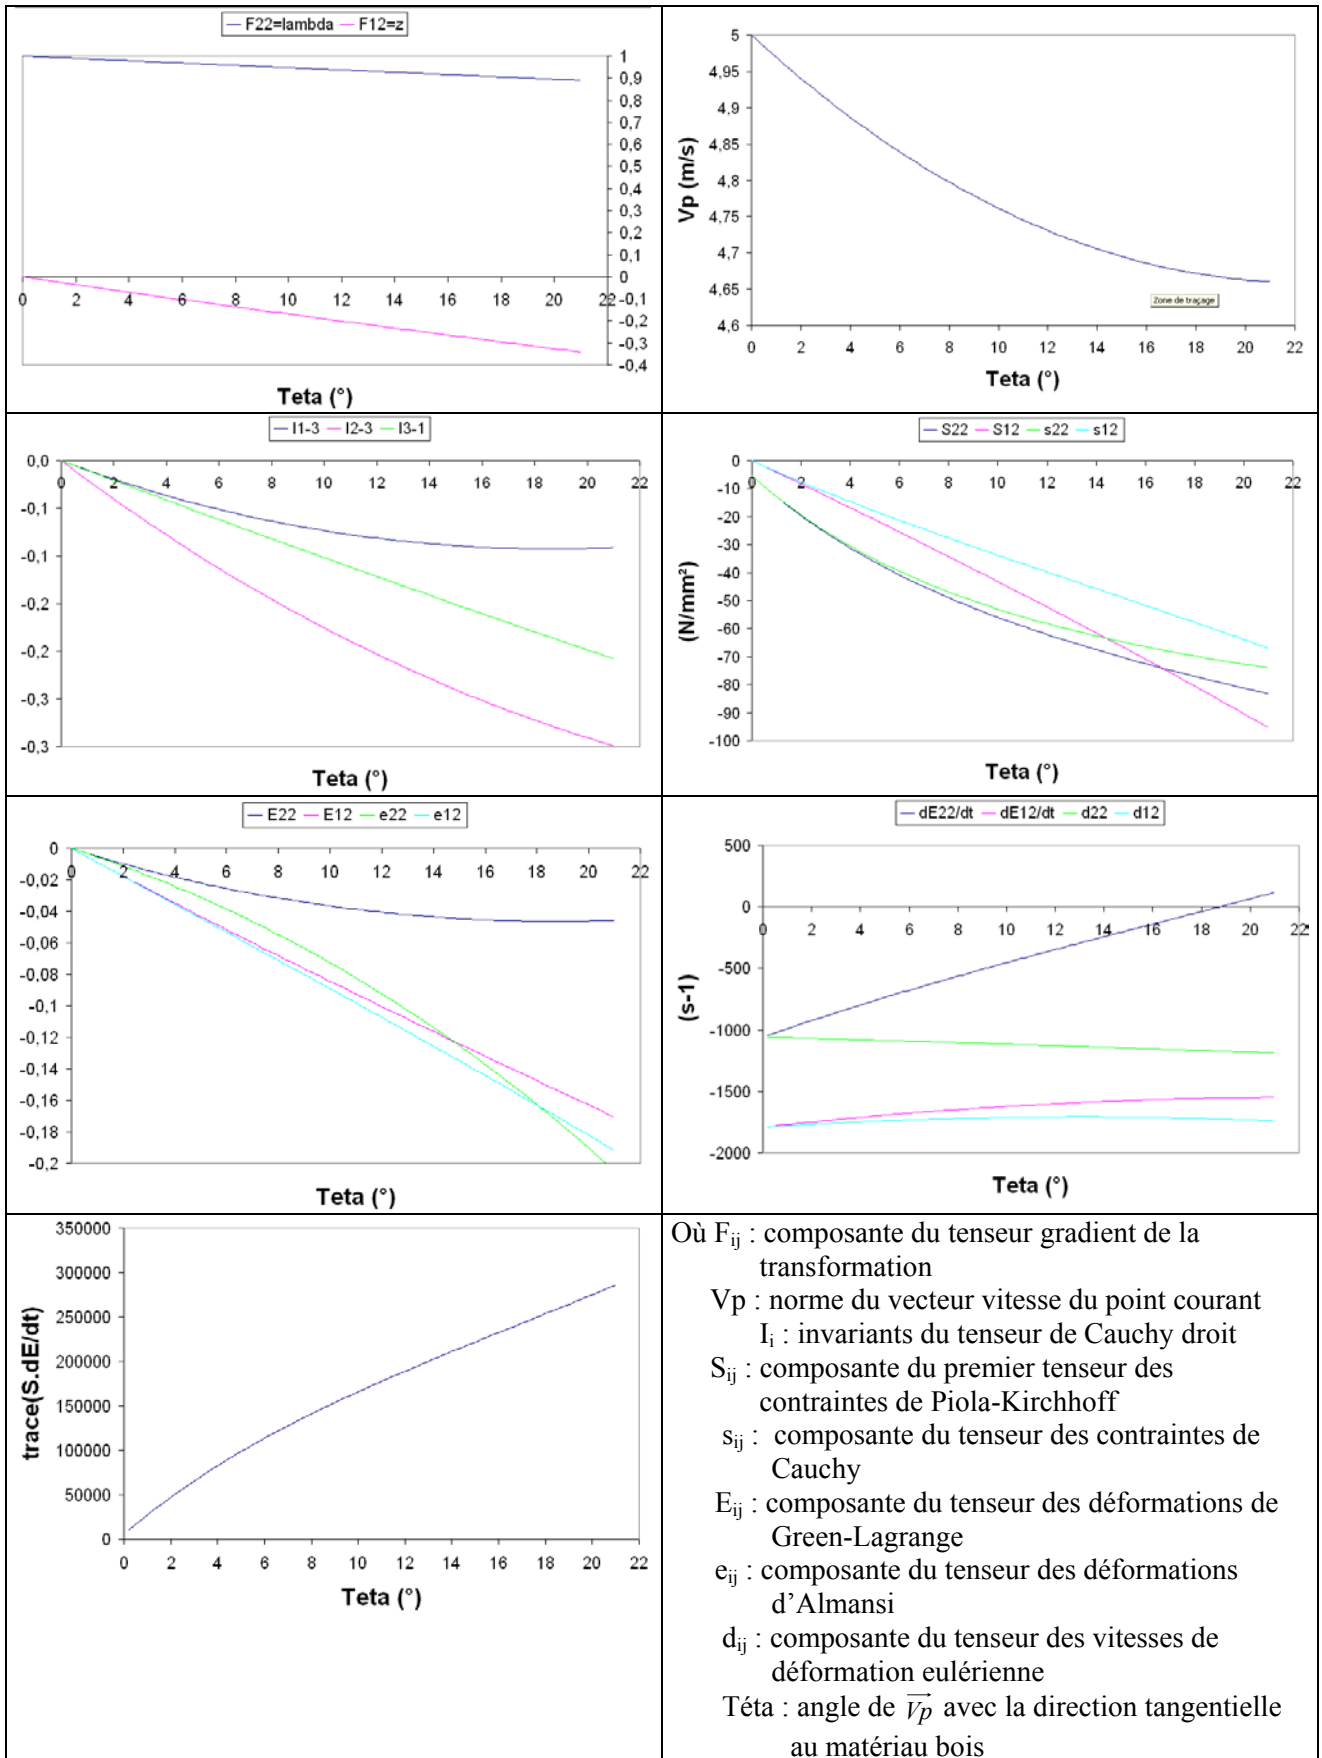 F22=lambda F12=z
1
0,9
0,8
0,7
0,6
0,5
0,4
0,3
0,2
0,1
0
-0,1
-0,2
-0,3
-0,4
0 2 4 6 8 10 12 14 16 18 20 22
Teta (°)
Vp (m/s)
5
4,95
4,9
4,85
4,8
4,75
4,7
4,65
4,6
Zone de traçage
0 2 4 6 8 10 12 14 16 18 20 22
Teta (°)
I1-3 I2-3 I3-1
0,0
-0,1
-0,1
-0,2
-0,2
-0,3
-0,3
0 2 4 6 8 10 12 14 16 18 20 22
Teta (°)
S22 S12 s22 s12
(N/mm²)
0
-10
-20
-30
-40
-50
-60
-70
-80
-90
-100
0 2 4 6 8 10 12 14 16 18 20 22
Teta (°)
E22 E12 e22 e12
0
-0,02
-0,04
-0,06
-0,08
-0,1
-0,12
-0,14
-0,16
-0,18
-0,2
0 2 4 6 8 10 12 14 16 18 20 22
Teta (°)
dE22/dt dE12/dt d22 d12
(s-1)
500
0
-500
-1000
-1500
-2000
0 2 4 6 8 10 12 14 16 18 20 22
Teta (°)
trace(S.dE/dt)
350000
300000
250000
200000
150000
100000
50000
0
0 2 4 6 8 10 12 14 16 18 20 22
Teta (°)
Où Fij : composante du tenseur gradient de la
transformation
Vp : norme du vecteur vitesse du point courant
Ii : invariants du tenseur de Cauchy droit
Sij : composante du premier tenseur des
contraintes de Piola-Kirchhoff
sij : composante du tenseur des contraintes de
Cauchy
Eij : composante du tenseur des déformations de
Green-Lagrange
eij : composante du tenseur des déformations
d’Almansi
dij : composante du tenseur des vitesses de
déformation eulérienne
Téta : angle de Vp avec la direction tangentielle
au matériau bois